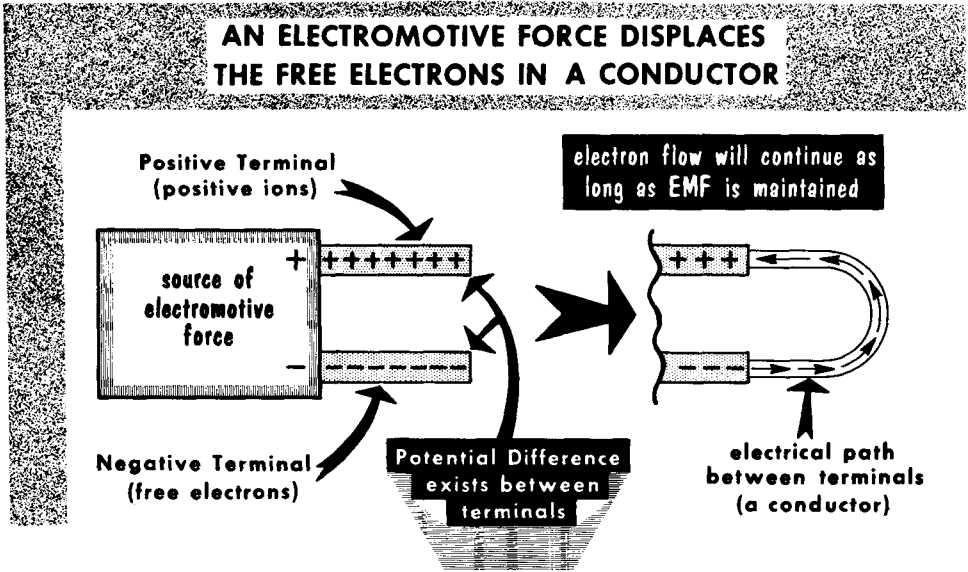 AN ELECTROMOTIVE FORCE DISPLACES
THE FREE ELECTRONS IN A CONDUCTOR
Positive Terminal
(positive ions)
electron flow will continue as
long as EMF is maintained
+ + + + + + + +
+ + +
source of
electromotive
force
- - - - - - - -
- - -
Negative Terminal
(free electrons)
Potential Difference
exists between
terminals
electrical path
between terminals
(a conductor)